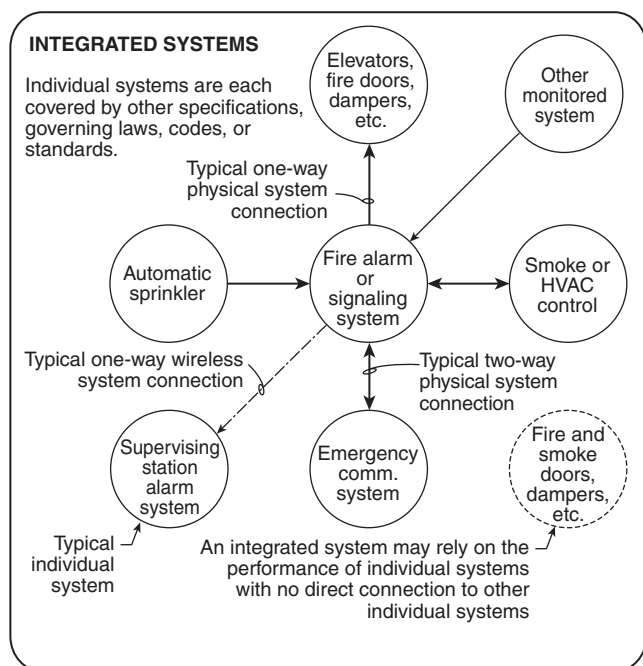 INTEGRATED SYSTEMS
Individual systems are each
covered by other specifications,
governing laws, codes, or
standards.
Elevators,
fire doors,
dampers,
etc.
Other
monitored
system
Typical one-way
physical system
connection
Automatic
sprinkler
Fire alarm
or
signaling
system
Smoke or
HVAC
control
Typical one-way wireless
system connection
Typical two-way
physical system
connection
Supervising
station
alarm
system
Emergency
comm.
system
Fire and
smoke
doors,
dampers,
etc.
Typical
individual
system
An integrated system may rely on the
performance of individual systems
with no direct connection to other
individual systems